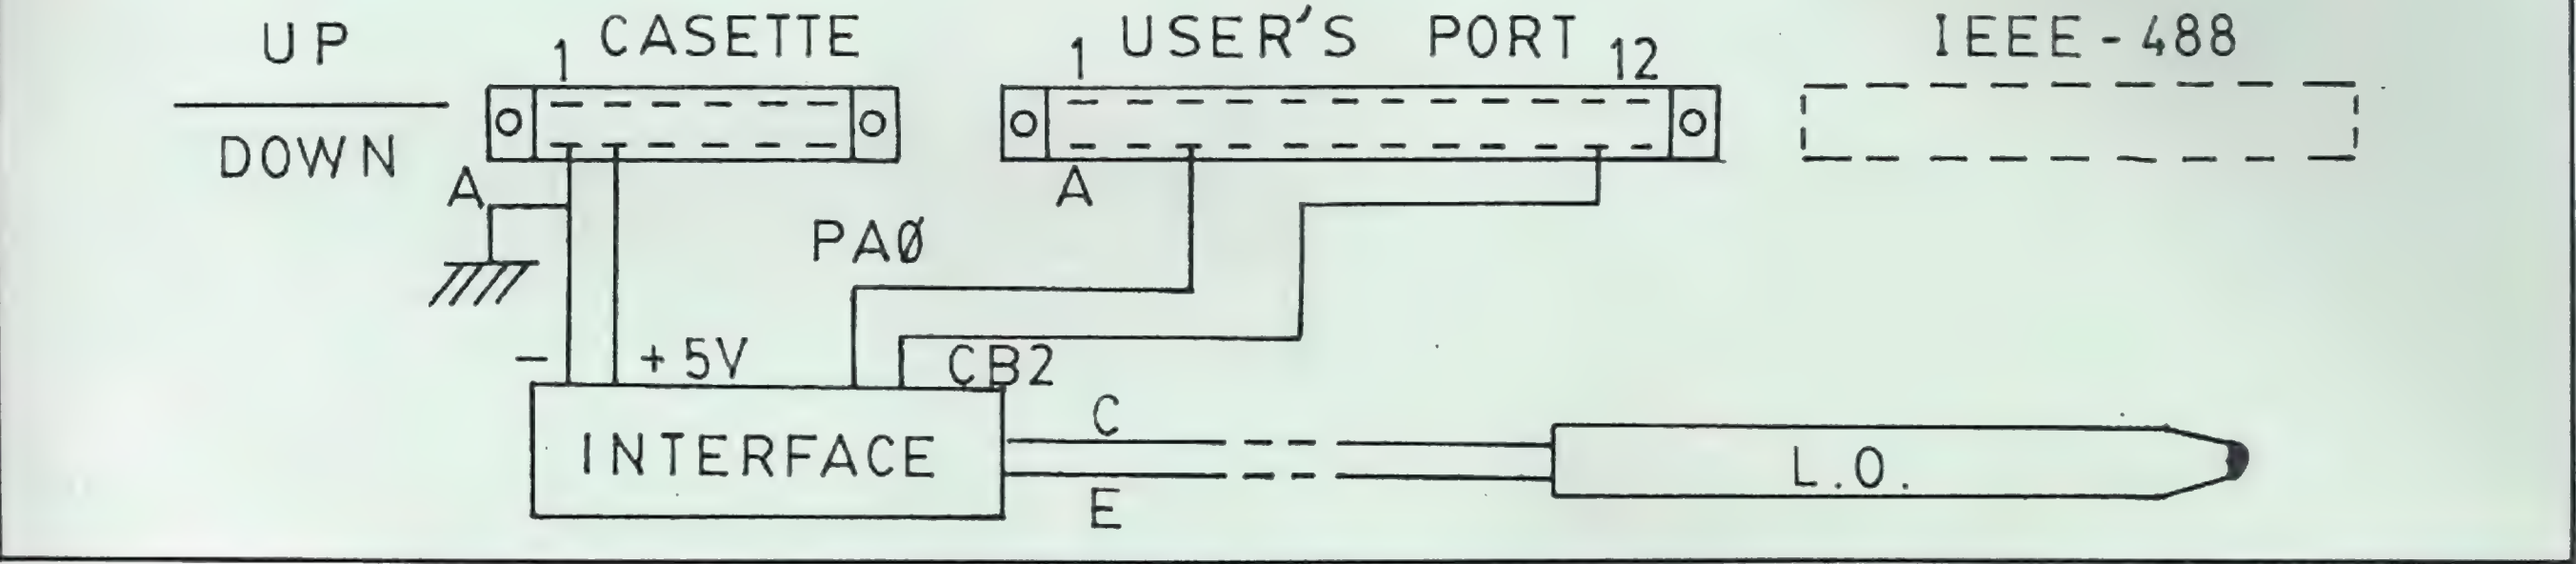 UP
DOWN
1 CASETTE
A
1 USER'S PORT 12
A
IEEE-488
PAØ
- +5V
CB2
INTERFACE
C
E
L.O.